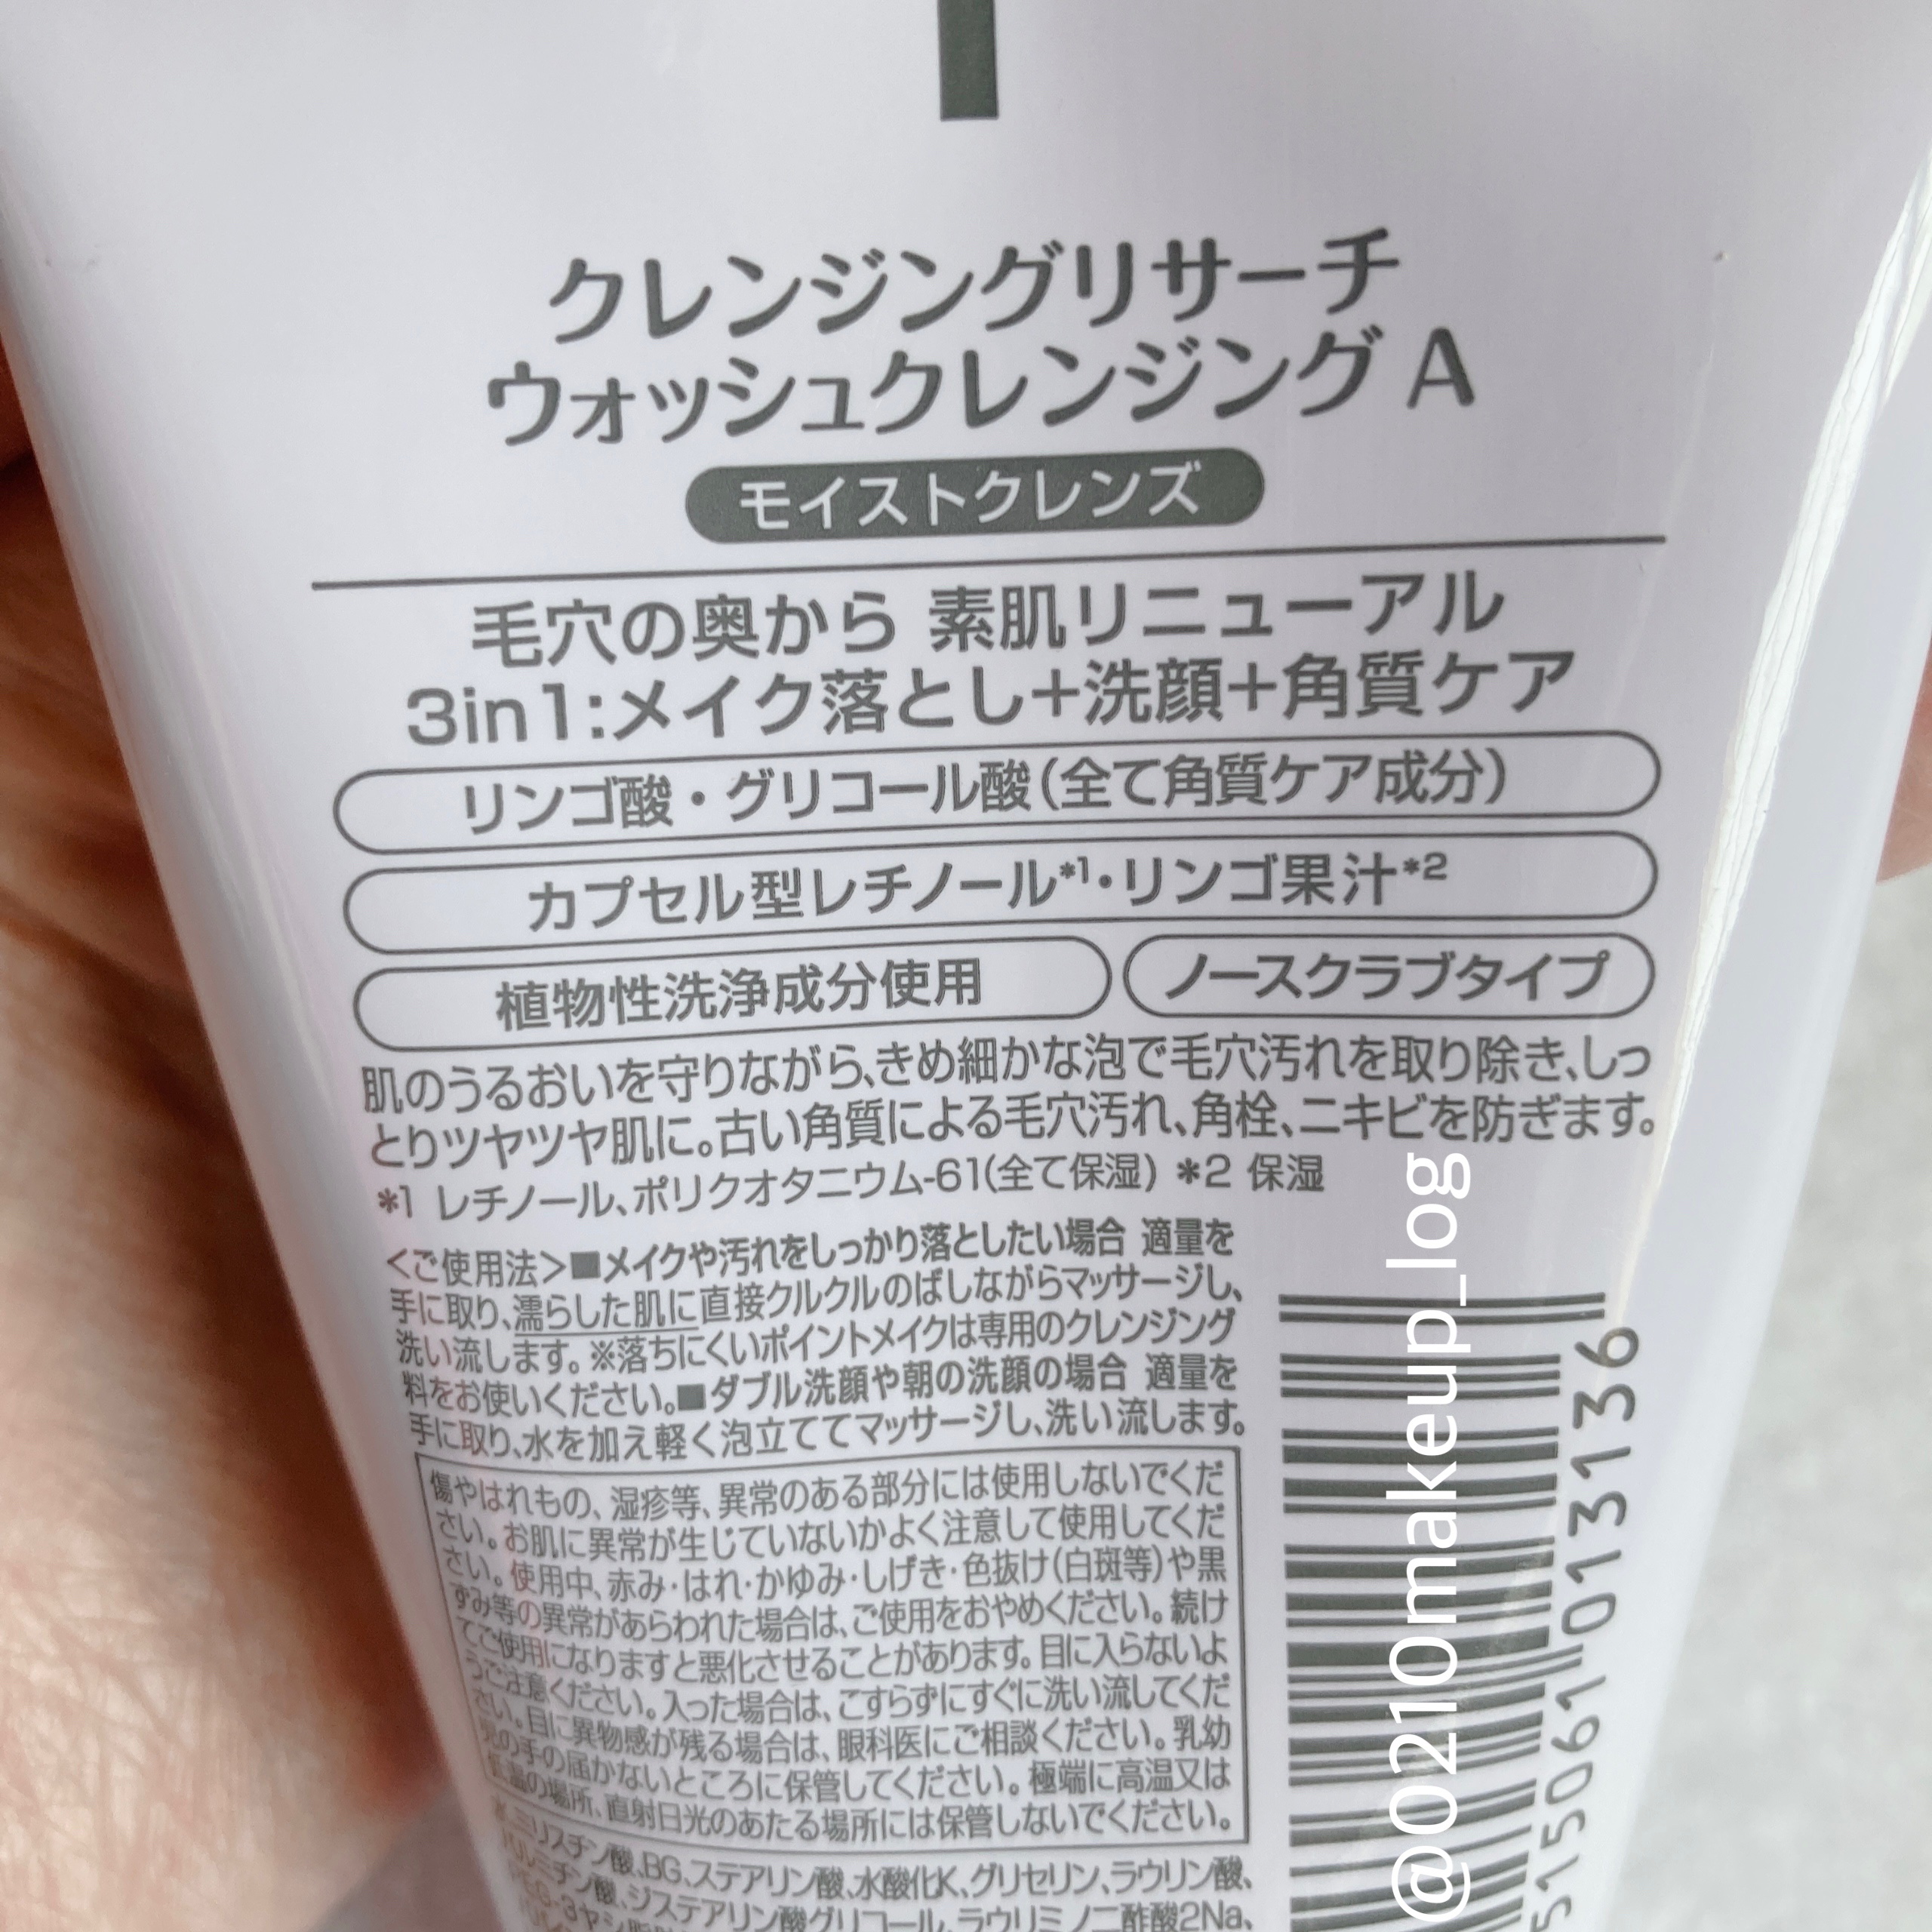 クレンジングリサーチ
ウォッシュクレンジング A
モイストクレンズ
毛穴の奥から 素肌リニューアル
3in1:メイク落とし+洗顔+角質ケア
リンゴ酸・グリコール酸(全て角質ケア成分)
カプセル型レチノール*1・リンゴ果汁*2
植物性洗浄成分使用
ノースクラブタイプ
肌のうるおいを守りながら、きめ細かな泡で毛穴汚れを取り除き、しっ
とりツヤツヤ肌に。古い角質による毛穴汚れ、角栓、ニキビを防ぎます。
*1 レチノール、ポリクオタニウム-61(全て保湿) *2 保湿
<ご使用法>■メイクや汚れをしっかり落としたい場合 適量を
手に取り、濡らした肌に直接クルクルのばしながらマッサージし、
洗い流します。※落ちにくいポイントメイクは専用のクレンジング
料をお使いください。■ダブル洗顔や朝の洗顔の場合 適量を
手に取り、水を加え軽く泡立ててマッサージし、洗い流します。
傷やはれもの、湿疹等、異常のある部分には使用しないでくだ
さい。お肌に異常が生じていないかよく注意して使用してくだ
さい。使用中、赤み・はれ・かゆみ・しげき・色抜け(白斑等)や黒
ずみ等の異常があらわれた場合は、ご使用をおやめください。続け
てご使用になりますと悪化させることがあります。目に入らないよ
うご注意ください。入った場合は、こすらずにすぐに洗い流してくだ
さい。目に異物感が残る場合は、眼科医にご相談ください。乳幼
児の手の届かないところに保管してください。極端に高温又は
低温の場所、直射日光のあたる場所には保管しないでください。
水、ミリスチン酸、BG、ステアリン酸、水酸化K、グリセリン、ラウリン酸、
パルミチン酸、ジステアリン酸グリコール、ラウリミノ二酢酸2Na、
515061013136
@0210makeup_log